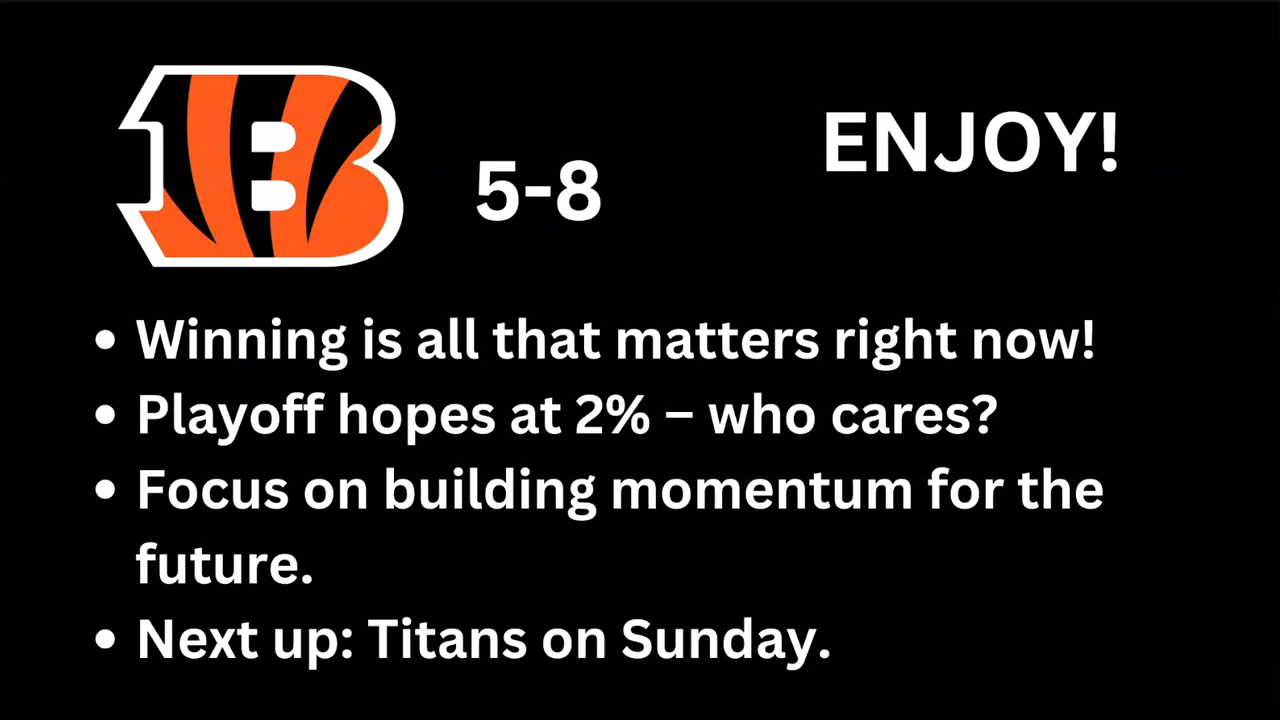 B
5-8
ENJOY!
• Winning is all that matters right now!
• Playoff hopes at 2% – who cares?
• Focus on building momentum for the
future.
• Next up: Titans on Sunday.